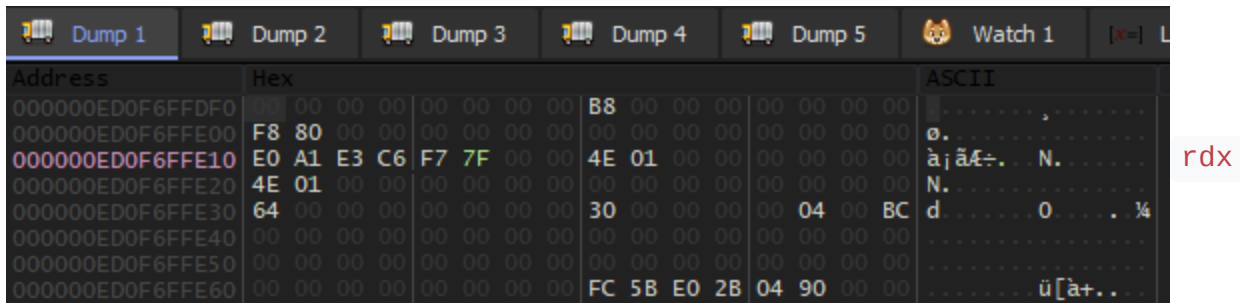 Dump 1 Dump 2 Dump 3 Dump 4 Dump 5 Watch 1 [x=] L
Address Hex ASCII
000000ED0F6FFDF0 00 00 00 00 00 00 00 00 B8 00 00 00 00 00 00 00 ........¸.......
000000ED0F6FFE00 F8 80 00 00 00 00 00 00 00 00 00 00 00 00 00 00 ø...............
000000ED0F6FFE10 E0 A1 E3 C6 F7 7F 00 00 4E 01 00 00 00 00 00 00 à¡ãÆ÷...N....... rdx
000000ED0F6FFE20 4E 01 00 00 00 00 00 00 00 00 00 00 00 00 00 00 N...............
000000ED0F6FFE30 64 00 00 00 00 00 00 00 30 00 00 00 00 04 00 BC d.......0......¼
000000ED0F6FFE40 00 00 00 00 00 00 00 00 00 00 00 00 00 00 00 00 ................
000000ED0F6FFE50 00 00 00 00 00 00 00 00 00 00 00 00 00 00 00 00 ................
000000ED0F6FFE60 00 00 00 00 00 00 00 00 FC 5B E0 2B 04 90 00 00 ........ü[à+....